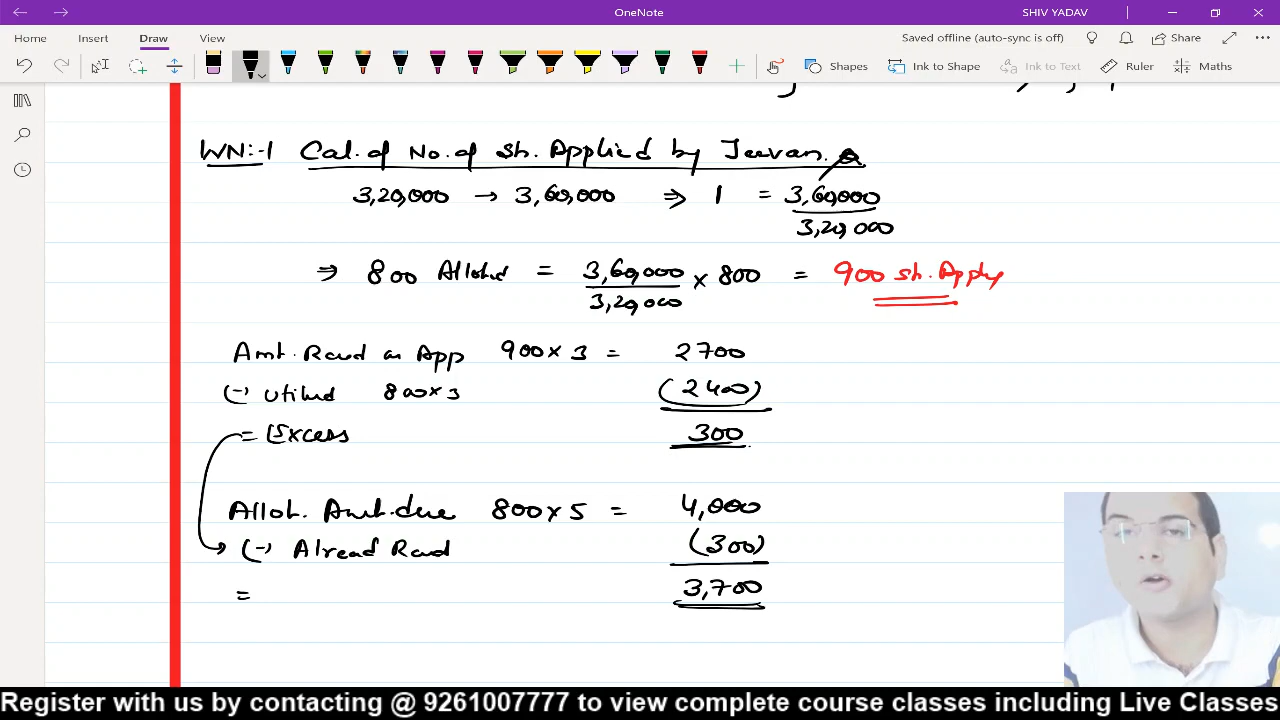 OneNote
SHIV YADAV
Home Insert Draw View
Saved offline (auto-sync is off)
Share
Shapes
Ink to Shape
Ink to Text
Ruler
Maths
WN:-1 Cal. of No. of Sh. Applied by Jeevan.
3,20,000 → 3,60,000 ⇒ 1 = 3,60,000
3,20,000
⇒ 800 Alloted = 3,60,000 × 800 = 900 Sh. Apply
3,20,000
Amt. Recvd on App 900 × 3 = 2700
(-) Utilised 800 × 3 (2400)
= Excess 300
Allot. Amt. due 800 × 5 = 4,000
(-) Alread Recvd (300)
= 3,700
Register with us by contacting @ 9261007777 to view complete course classes including Live Classes